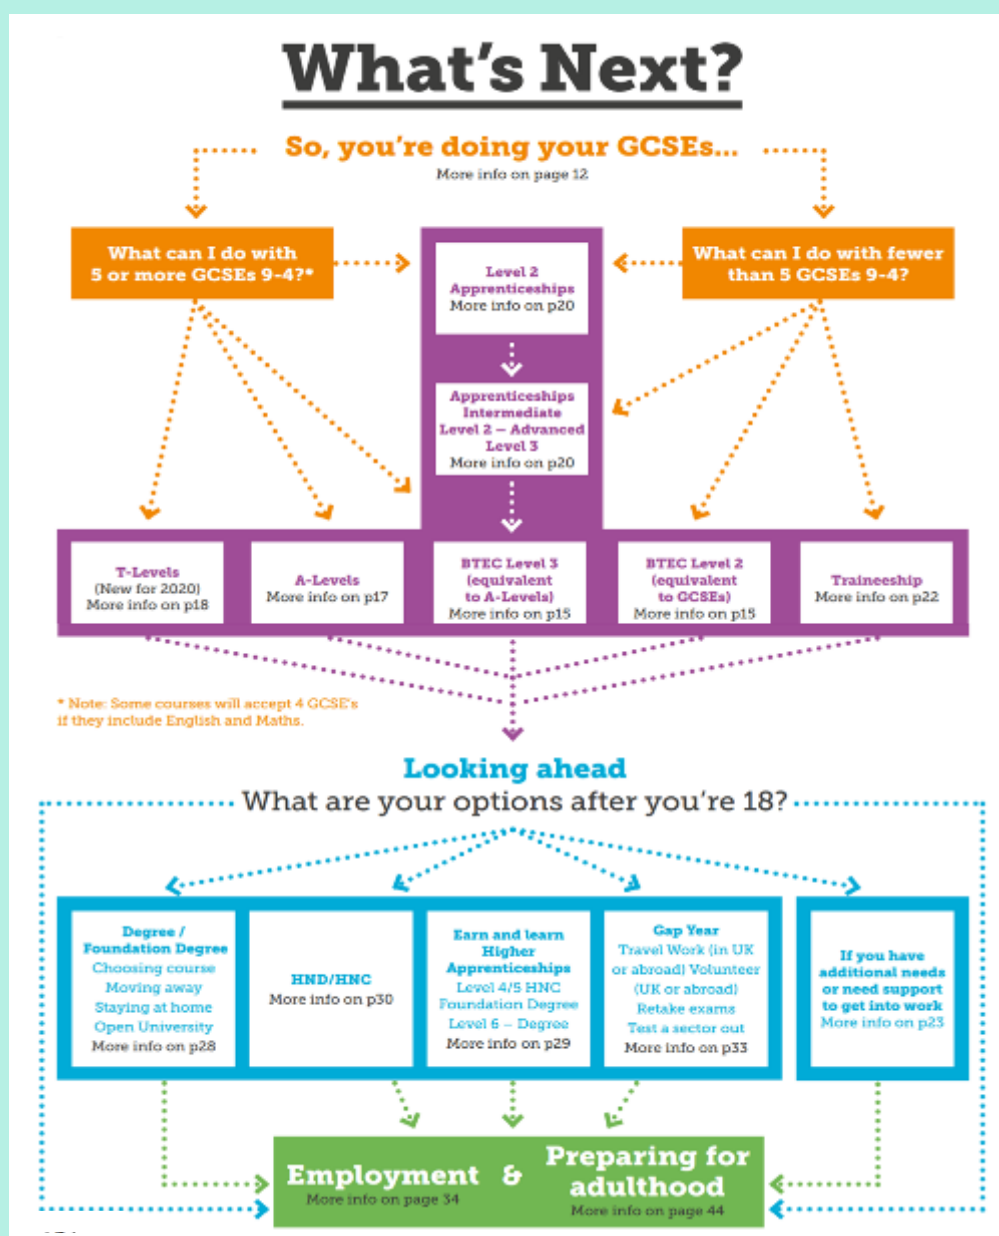 What's Next?
So, you're doing your GCSEs...
More info on page 12
What can I do with
5 or more GCSEs 9-4?*
What can I do with fewer
than 5 GCSEs 9-4?
Level 2
Apprenticeships
More info on p20
Apprenticeships
Intermediate
Level 2 – Advanced
Level 3
More info on p20
T-Levels
(New for 2020)
More info on p18
A-Levels
More info on p17
BTEC Level 3
(equivalent
to A-Levels)
More info on p15
BTEC Level 2
(equivalent
to GCSEs)
More info on p15
Traineeship
More info on p22
* Note: Some courses will accept 4 GCSE's
if they include English and Maths.
Looking ahead
What are your options after you're 18?
Degree /
Foundation Degree
Choosing course
Moving away
Staying at home
Open University
More info on p28
HND/HNC
More info on p30
Earn and learn
Higher
Apprenticeships
Level 4/5 HNC
Foundation Degree
Level 6 – Degree
More info on p29
Gap Year
Travel Work (in UK
or abroad) Volunteer
(UK or abroad)
Retake exams
Test a sector out
More info on p33
If you have
additional needs
or need support
to get into work
More info on p23
Employment
More info on page 34
&
Preparing for
adulthood
More info on page 44